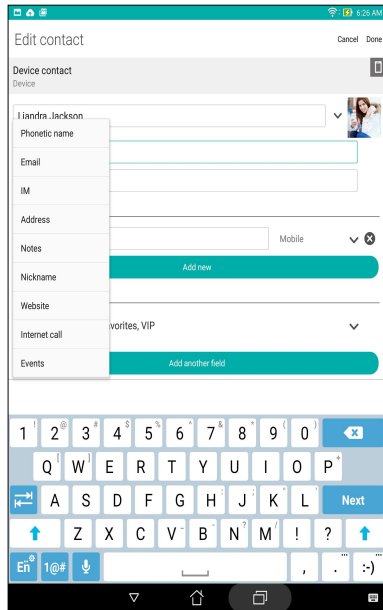 6:26 AM
Edit contact
Cancel Done
Device contact
Device
Liandra Jackson
Phonetic name
Email
IM
Address
Notes
Mobile
Nickname
Add new
Website
Internet call
vorites, VIP
Events
Add another field
1 ! 2 @ 3 # 4 $ 5 % 6 ^ 7 & 8 * 9 ( 0 )
Q [ W ] E R T Y U I O P +
A S D F G H : J ; K " L ' Next
Z X C V - B _ N ? M / ! ?
En 1@# , . ... :-) ...